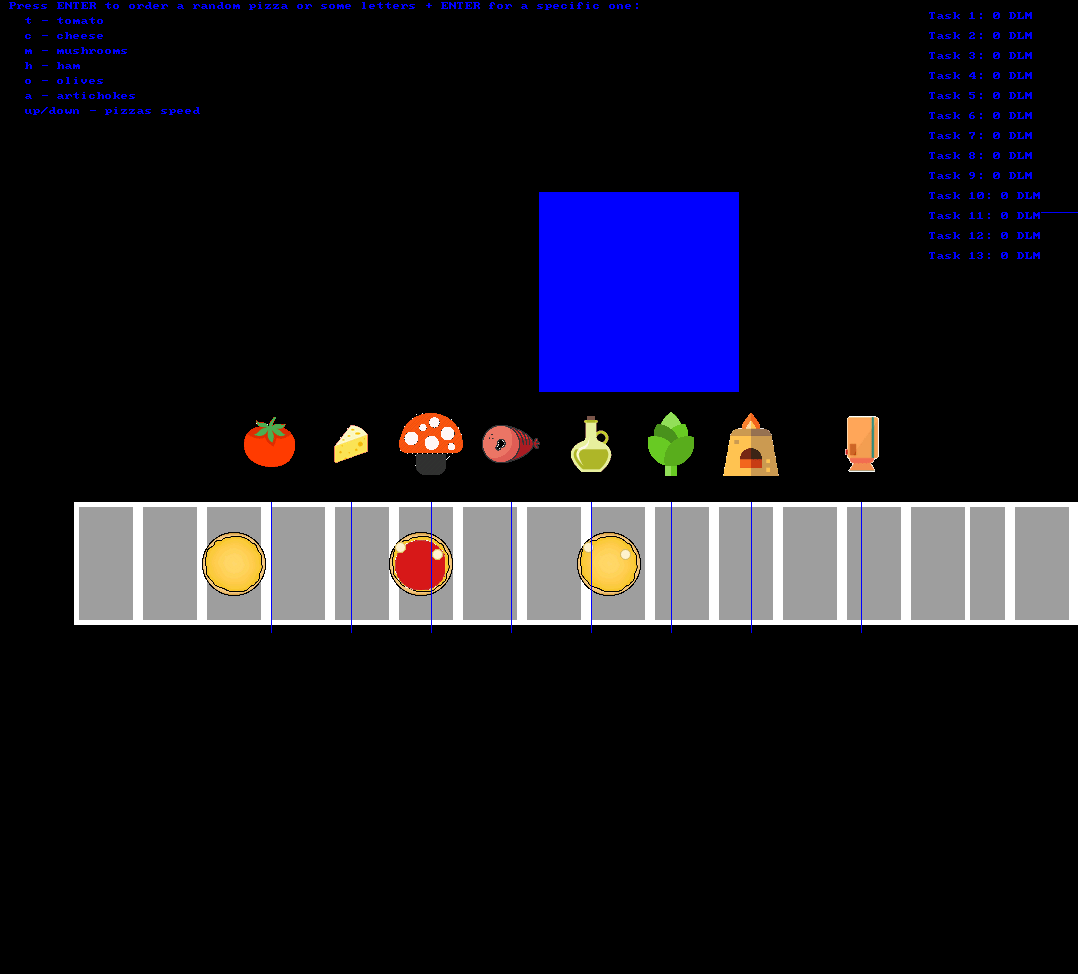 Press ENTER to order a random pizza or some letters + ENTER for a specific one:
t - tomato
c - cheese
m - mushrooms
h - ham
o - olives
a - artichokes
up/down - pizzas speed
Task 1: 0 DLM
Task 2: 0 DLM
Task 3: 0 DLM
Task 4: 0 DLM
Task 5: 0 DLM
Task 6: 0 DLM
Task 7: 0 DLM
Task 8: 0 DLM
Task 9: 0 DLM
Task 10: 0 DLM
Task 11: 0 DLM
Task 12: 0 DLM
Task 13: 0 DLM